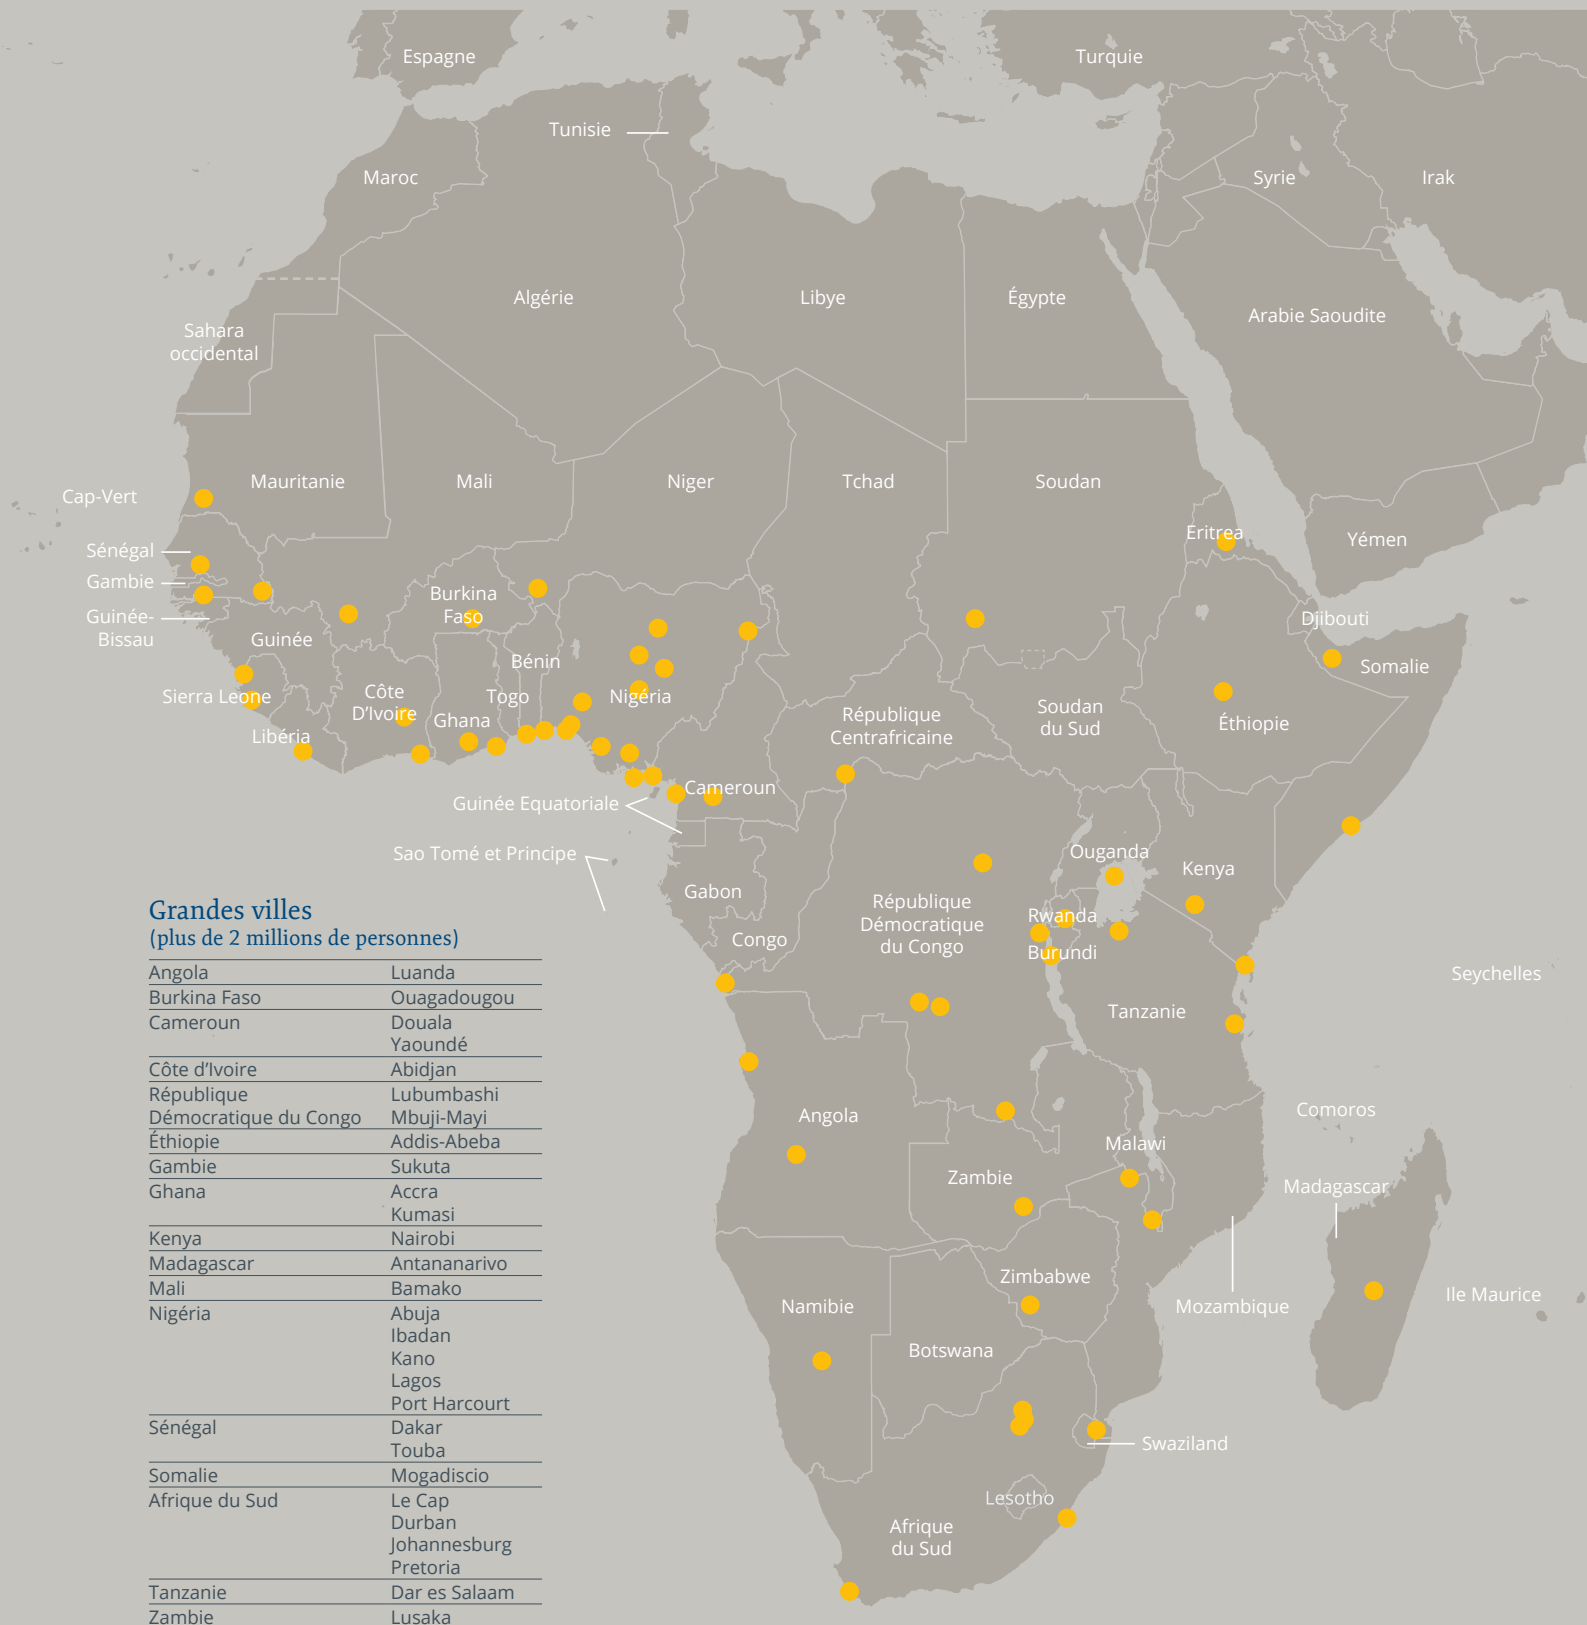 Espagne
Turquie
Tunisie
Maroc
Syrie
Irak
Algérie
Libye
Égypte
Arabie Saoudite
Sahara
occidental
Mauritanie
Mali
Niger
Tchad
Soudan
Cap-Vert
Eritrea
Yémen
Sénégal
Gambie
Guinée-
Bissau
Burkina
Faso
Djibouti
Guinée
Bénin
Somalie
Sierra Leone
Côte
D'Ivoire
Togo
Nigéria
Ghana
République
Centrafricaine
Soudan
du Sud
Éthiopie
Libéria
Cameroun
Guinée Equatoriale
Sao Tomé et Principe
Ouganda
Kenya
Gabon
République
Démocratique
du Congo
Rwanda
Congo
Burundi
Seychelles
Tanzanie
Angola
Comoros
Malawi
Zambie
Madagascar
Zimbabwe
Ile Maurice
Namibie
Mozambique
Botswana
Swaziland
Lesotho
Afrique
du Sud
Grandes villes
(plus de 2 millions de personnes)
Angola Luanda
Burkina Faso Ouagadougou
Cameroun Douala
Yaoundé
Côte d'Ivoire Abidjan
République Lubumbashi
Démocratique du Congo Mbuji-Mayi
Éthiopie Addis-Abeba
Gambie Sukuta
Ghana Accra
Kumasi
Kenya Nairobi
Madagascar Antananarivo
Mali Bamako
Nigéria Abuja
Ibadan
Kano
Lagos
Port Harcourt
Sénégal Dakar
Touba
Somalie Mogadiscio
Afrique du Sud Le Cap
Durban
Johannesburg
Pretoria
Tanzanie Dar es Salaam
Zambie Lusaka